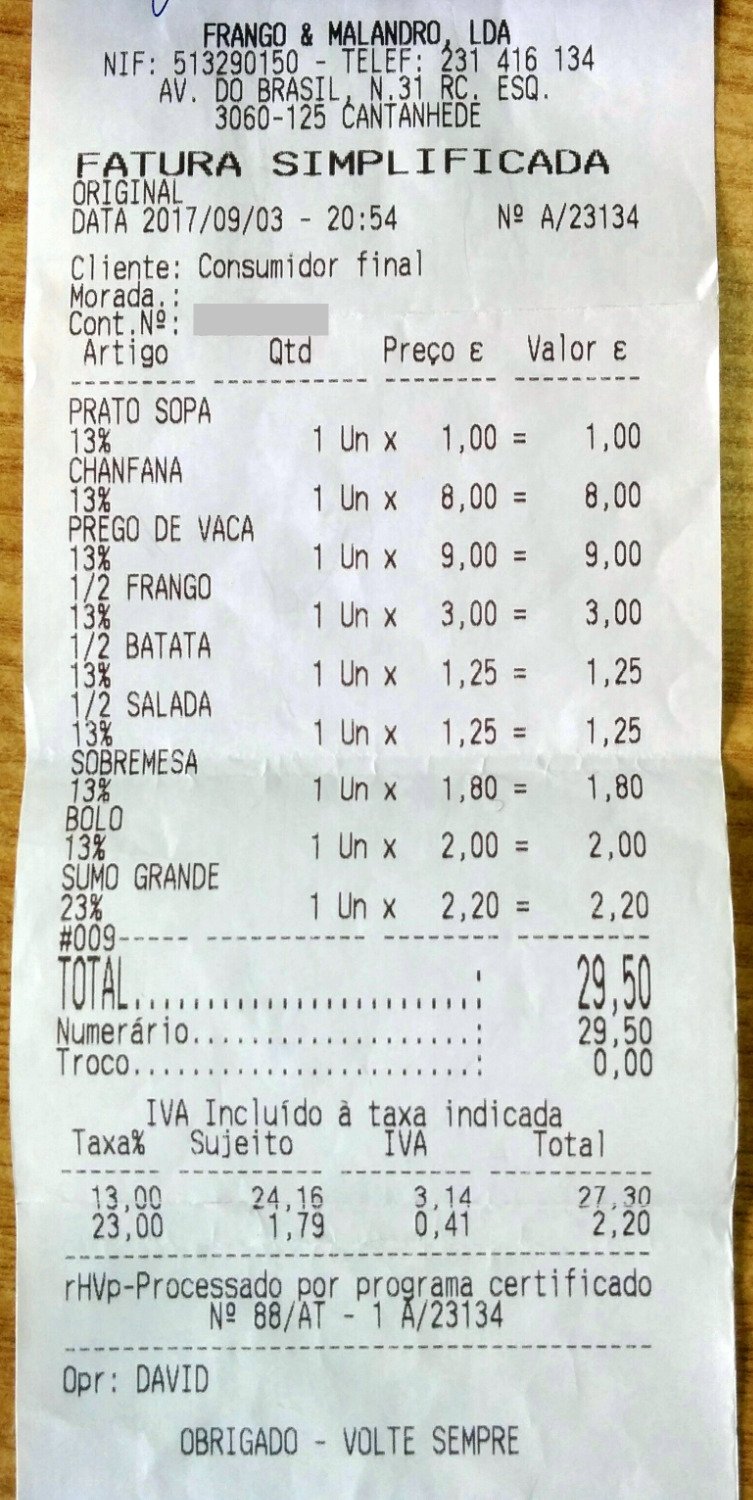 FRANGO & MALANDRO, LDA
NIF: 513290150 - TELEF: 231 416 134
AV. DO BRASIL, N.31 RC. ESQ.
3060-125 CANTANHEDE
FATURA SIMPLIFICADA
ORIGINAL
DATA 2017/09/03 - 20:54 Nº A/23134
Cliente: Consumidor final
Morada.:
Cont.Nº:
Artigo Qtd Preço £ Valor £
--------- ----------- -------- ---------
PRATO SOPA
13% 1 Un x 1,00 = 1,00
CHANFANA
13% 1 Un x 8,00 = 8,00
PREGO DE VACA
13% 1 Un x 9,00 = 9,00
1/2 FRANGO
13% 1 Un x 3,00 = 3,00
1/2 BATATA
13% 1 Un x 1,25 = 1,25
1/2 SALADA
13% 1 Un x 1,25 = 1,25
SOBREMESA
13% 1 Un x 1,80 = 1,80
BOLO
13% 1 Un x 2,00 = 2,00
SUMO GRANDE
23% 1 Un x 2,20 = 2,20
#009----- ----------- -------- ---------
TOTAL........................: 29,50
Numerário....................: 29,50
Troco........................: 0,00
IVA Incluído à taxa indicada
Taxa% Sujeito IVA Total
------- ---------- --------- -----------
13,00 24,16 3,14 27,30
23,00 1,79 0,41 2,20
----------------------------------------
rHVp-Processado por programa certificado
Nº 88/AT - 1 A/23134
----------------------------------------
Opr: DAVID
OBRIGADO - VOLTE SEMPRE